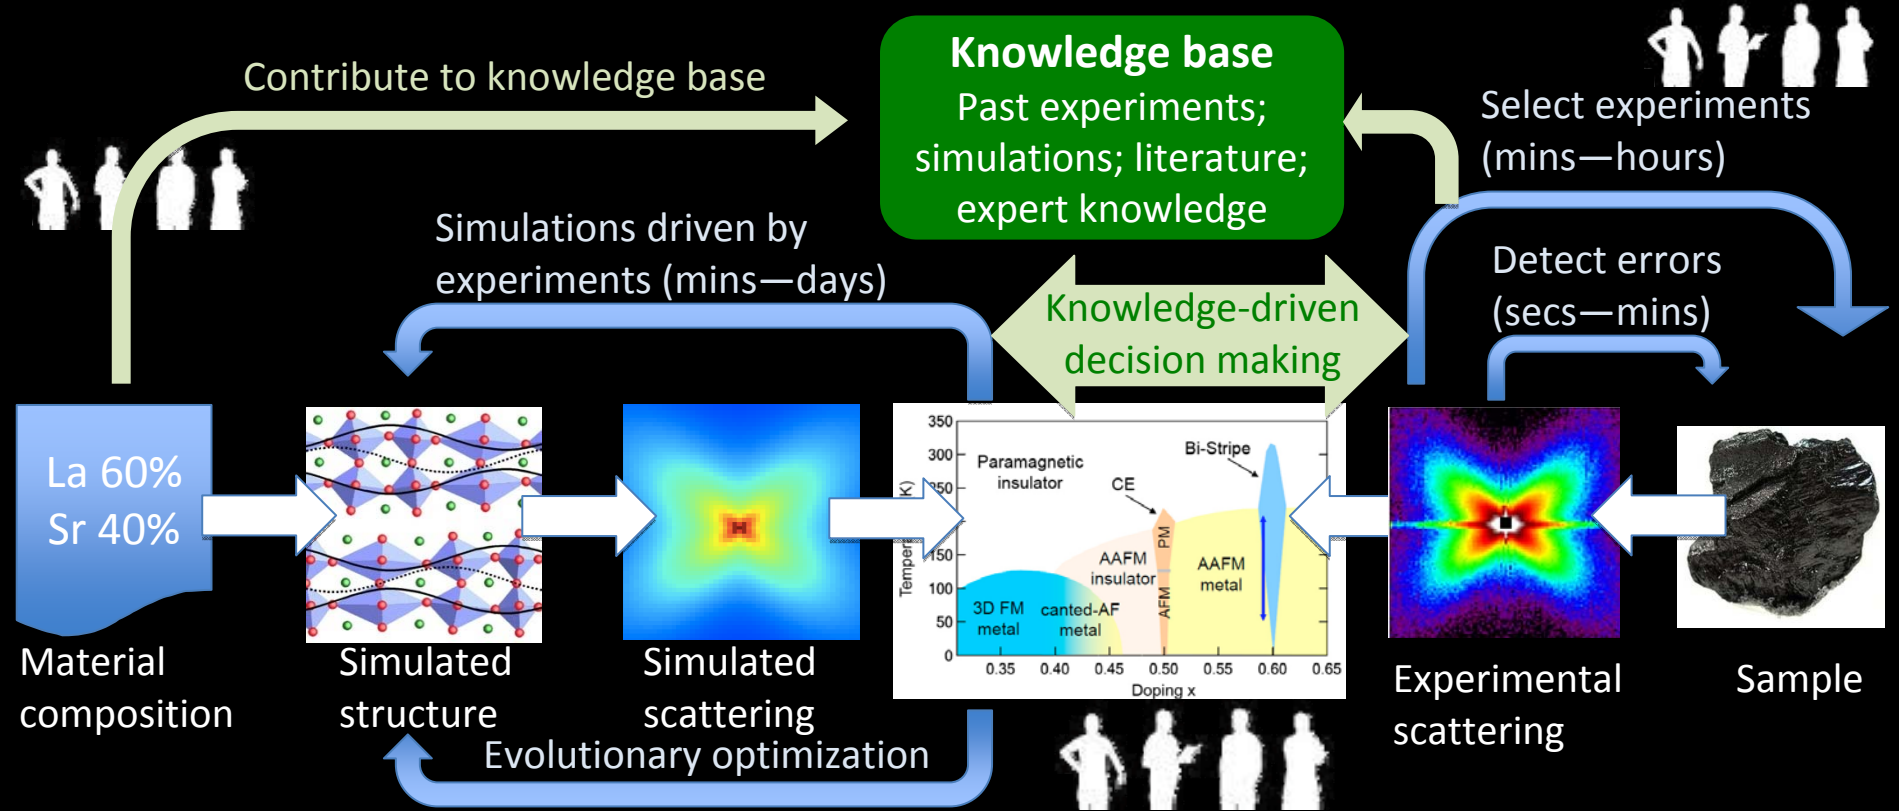 Contribute to knowledge base
Knowledge base
Past experiments;
simulations; literature;
expert knowledge
Select experiments
(mins—hours)
Simulations driven by
experiments (mins—days)
Detect errors
(secs—mins)
Knowledge-driven
decision making
La 60%
Sr 40%
350
300
250
150
100
50
0
0.35
0.40
0.45
0.50
0.55
0.60
0.65
Doping x
Paramagnetic
insulator
CE
Bi-Stripe
AAFM
insulator
PM
AFM
AAFM
metal
3D FM
metal
canted-AF
metal
Material
composition
Simulated
structure
Simulated
scattering
Experimental
scattering
Sample
Evolutionary optimization